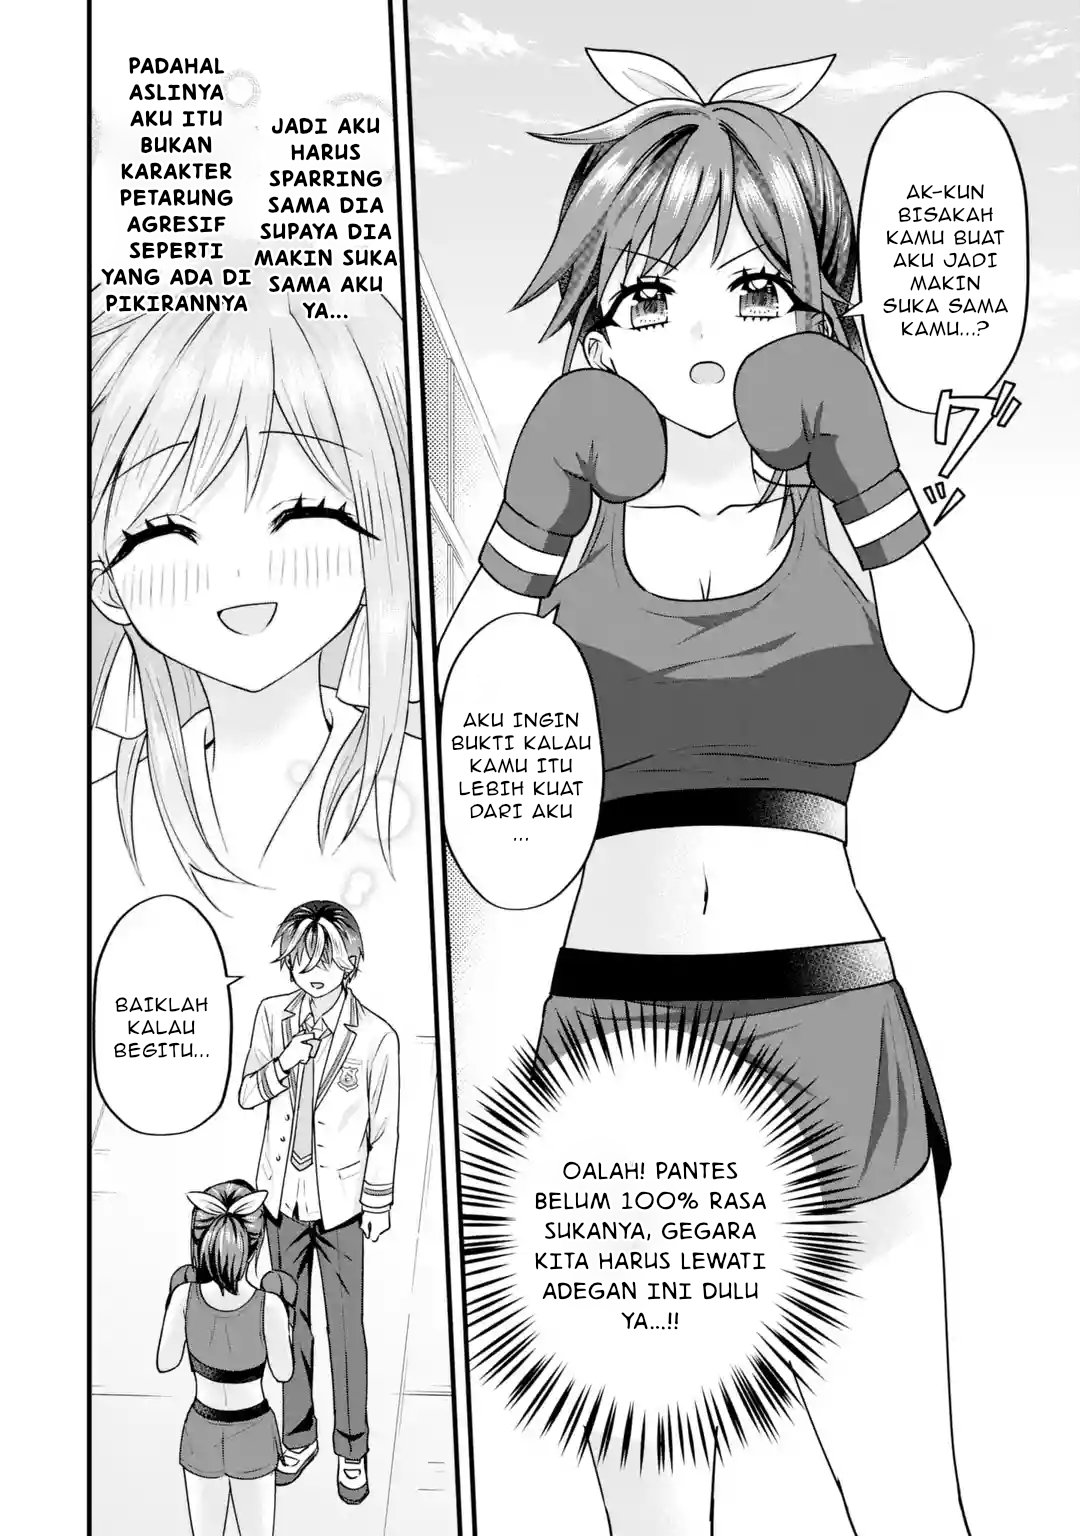 AK-KUN
BISAKAH
KAMU BUAT
AKU JADI
MAKIN
SUKA SAMA
KAMU...?
グッ
AKU INGIN
BUKTI KALAU
KAMU ITU
LEBIH KUAT
DARI AKU
...
OALAH! PANTES
BELUM 100% RASA
SUKANYA, GEGARA
KITA HARUS LEWATI
ADEGAN INI DULU
YA...!!
JADI AKU
HARUS
SPARRING
SAMA DIA
SUPAYA DIA
MAKIN SUKA
SAMA AKU
YA...
PADAHAL
ASLINYA
AKU ITU
BUKAN
KARAKTER
PETARUNG
AGRESIF
SEPERTI
YANG ADA DI
PIKIRANNYA
BAIKLAH
KALAU
BEGITU...